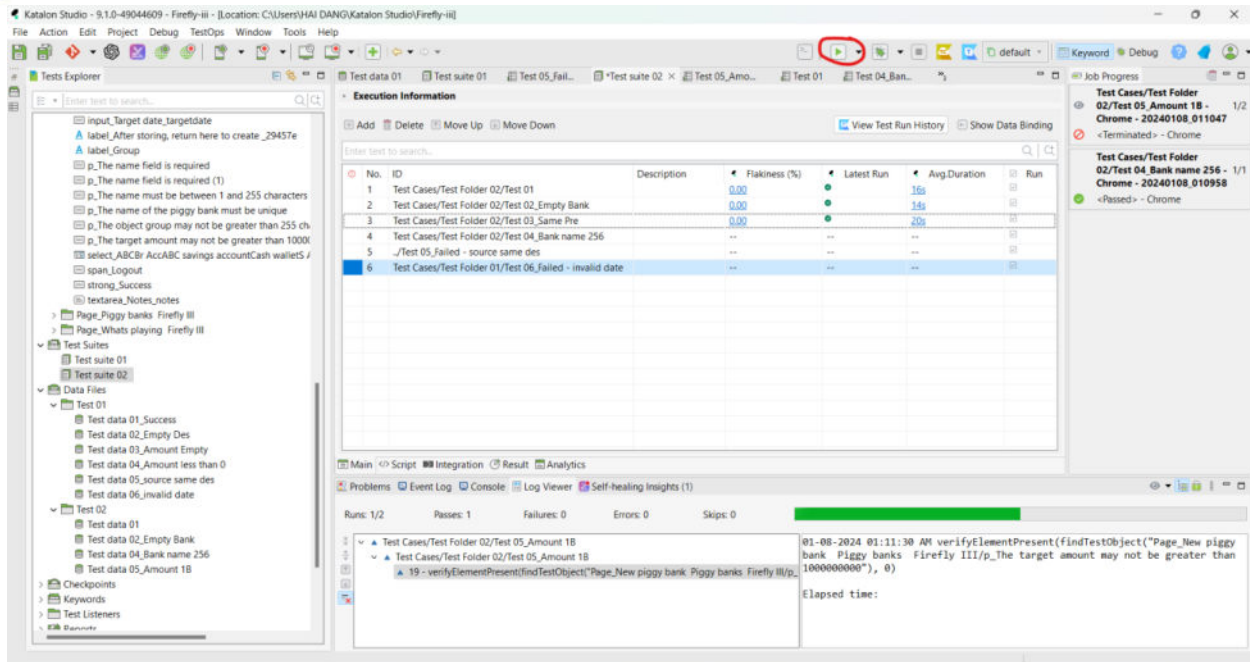 Katalon Studio - 9.1.0-49044609 - Firefly-iii - [Location: C:\Users\HAI DANG\Katalon Studio\Firefly-iii]
File Action Edit Project Debug TestOps Window Tools Help
default
Keyword Debug
Tests Explorer
Enter text to search...
input_Target date_targetdate
label_After storing, return here to create _29457e
label_Group
p_The name field is required
p_The name field is required (1)
p_The name must be between 1 and 255 characters
p_The name of the piggy bank must be unique
p_The object group may not be greater than 255 ch
p_The target amount may not be greater than 1000
select_ABCBr AccABC savings accountCash walletS
span_Logout
strong_Success
textarea_Notes_notes
Page_Piggy banks Firefly III
Page_Whats playing Firefly III
Test Suites
Test suite 01
Test suite 02
Data Files
Test 01
Test data 01_Success
Test data 02_Empty Des
Test data 03_Amount Empty
Test data 04_Amount less than 0
Test data 05_source same des
Test data 06_invalid date
Test 02
Test data 01
Test data 02_Empty Bank
Test data 04_Bank name 256
Test data 05_Amount 1B
Checkpoints
Keywords
Test Listeners
Reports
Test data 01 Test suite 01 Test 05_Fail... *Test suite 02 Test 05_Amo... Test 01 Test 04_Ban...
Execution Information
Add Delete Move Up Move Down View Test Run History Show Data Binding
Enter text to search...
No. ID Description Flakiness (%) Latest Run Avg.Duration Run
1 Test Cases/Test Folder 02/Test 01 0.00 16s
2 Test Cases/Test Folder 02/Test 02_Empty Bank 0.00 14s
3 Test Cases/Test Folder 02/Test 03_Same Pre 0.00 20s
4 Test Cases/Test Folder 02/Test 04_Bank name 256 -- -- --
5 ../Test 05_Failed - source same des -- -- --
6 Test Cases/Test Folder 01/Test 06_Failed - invalid date -- -- --
Main Script Integration Result Analytics
Problems Event Log Console Log Viewer Self-healing Insights (1)
Runs: 1/2 Passes: 1 Failures: 0 Errors: 0 Skips: 0
Test Cases/Test Folder 02/Test 05_Amount 1B
Test Cases/Test Folder 02/Test 05_Amount 1B
19 - verifyElementPresent(findTestObject("Page_New piggy bank Piggy banks Firefly III/p_
01-08-2024 01:11:30 AM verifyElementPresent(findTestObject("Page_New piggy
bank Piggy banks Firefly III/p_The target amount may not be greater than
1000000000"), 0)
Elapsed time:
Job Progress
Test Cases/Test Folder
02/Test 05_Amount 1B - 1/2
Chrome - 20240108_011047
<Terminated> - Chrome
Test Cases/Test Folder
02/Test 04_Bank name 256 - 1/1
Chrome - 20240108_010958
<Passed> - Chrome